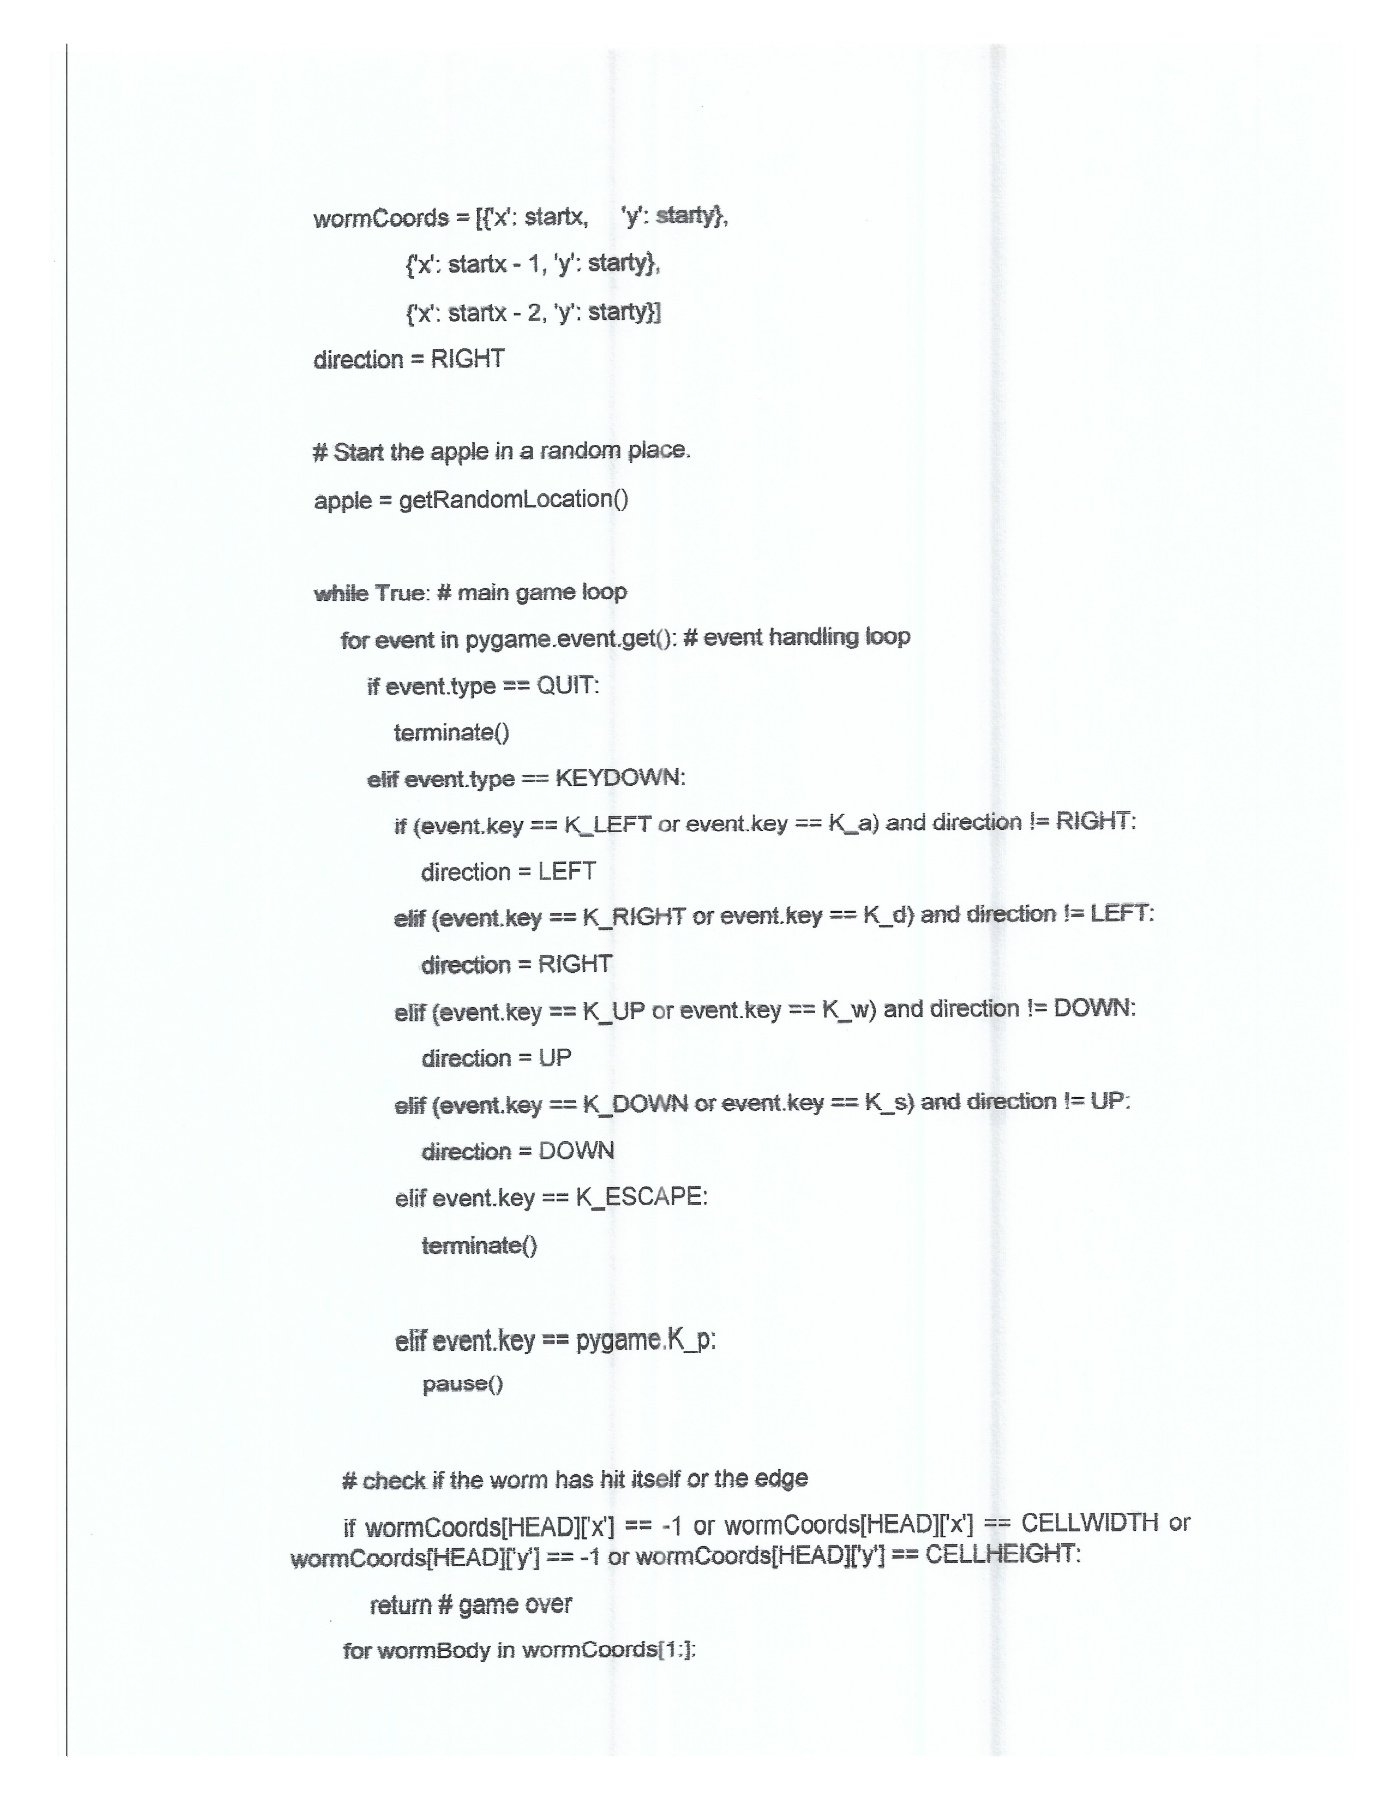 wormCoords = [{'x': startx,    'y': starty},
{'x': startx - 1, 'y': starty},
{'x': startx - 2, 'y': starty}]
direction = RIGHT
# Start the apple in a random place.
apple = getRandomLocation()
while True: # main game loop
for event in pygame.event.get(): # event handling loop
if event.type == QUIT:
terminate()
elif event.type == KEYDOWN:
if (event.key == K_LEFT or event.key == K_a) and direction != RIGHT:
direction = LEFT
elif (event.key == K_RIGHT or event.key == K_d) and direction != LEFT:
direction = RIGHT
elif (event.key == K_UP or event.key == K_w) and direction != DOWN:
direction = UP
elif (event.key == K_DOWN or event.key == K_s) and direction != UP:
direction = DOWN
elif event.key == K_ESCAPE:
terminate()
elif event.key == pygame.K_p:
pause()
# check if the worm has hit itself or the edge
if wormCoords[HEAD]['x'] == -1 or wormCoords[HEAD]['x'] == CELLWIDTH or
wormCoords[HEAD]['y'] == -1 or wormCoords[HEAD]['y'] == CELLHEIGHT:
return # game over
for wormBody in wormCoords[1:]: